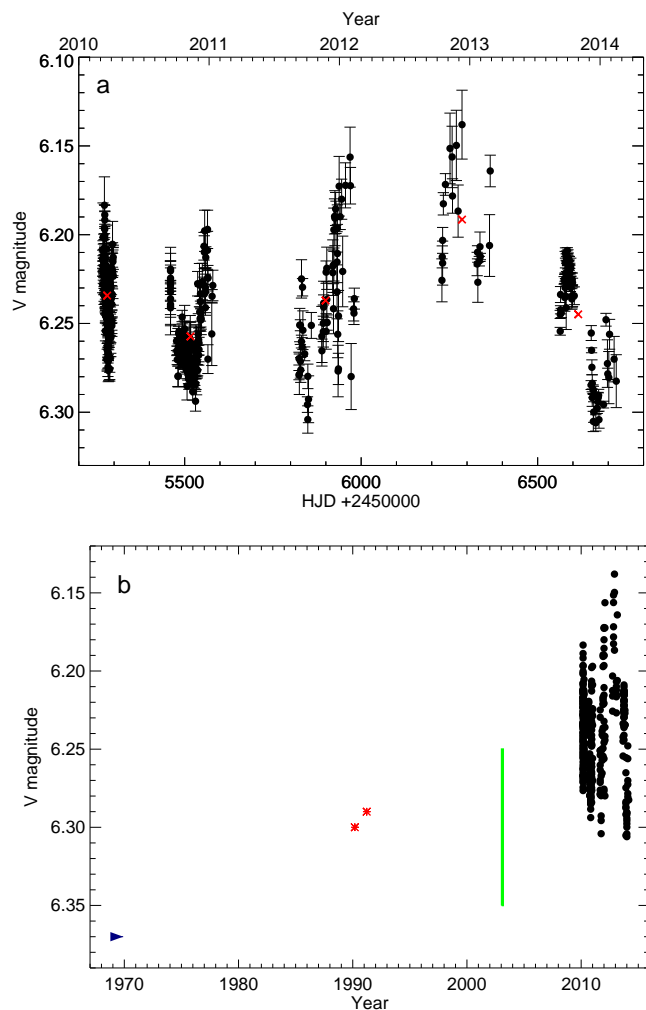 Year
2010 2011 2012 2013 2014
6.10
a
6.15
6.20
V magnitude
6.25
6.30
5500 6000 6500
HJD +2450000
b
6.15
6.20
V magnitude
6.25
6.30
6.35
1970 1980 1990 2000 2010
Year